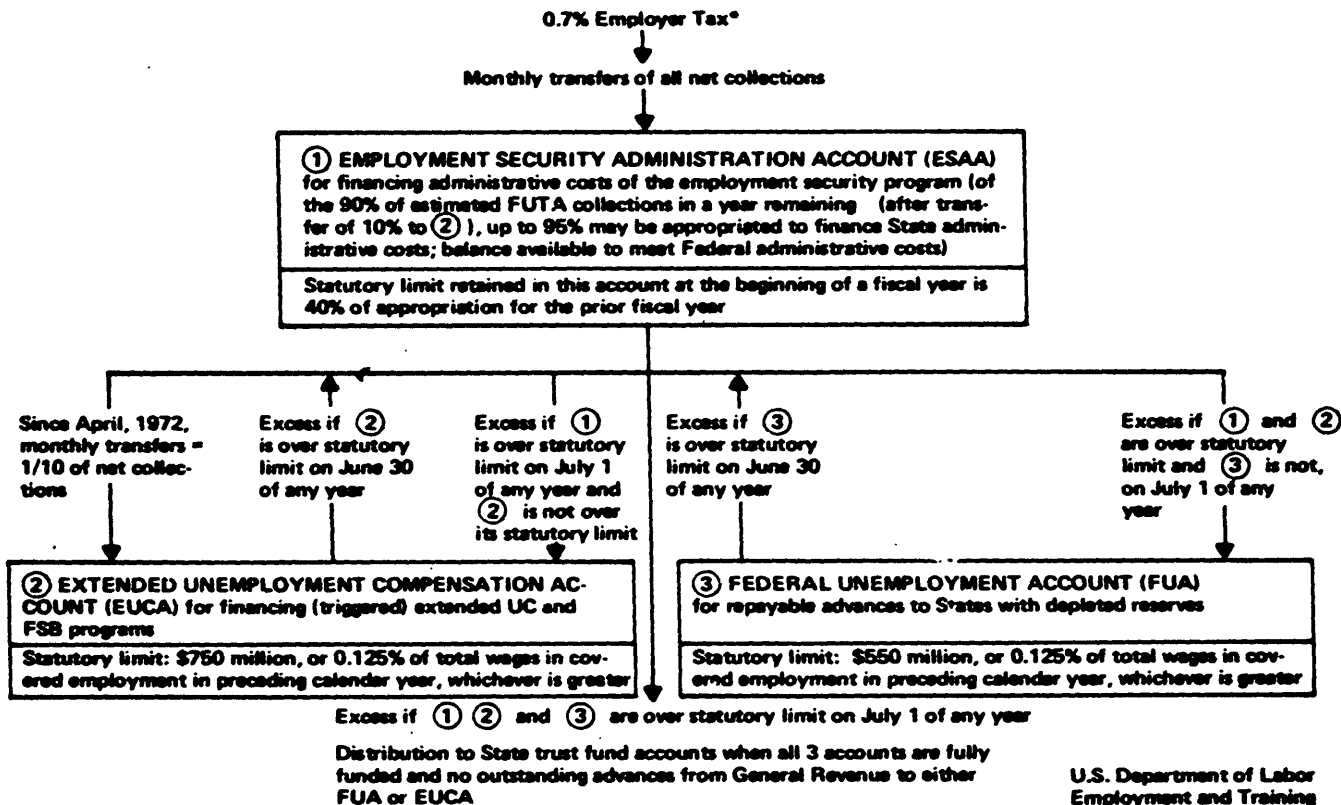 0.7% Employer Tax*
Monthly transfers of all net collections
① EMPLOYMENT SECURITY ADMINISTRATION ACCOUNT (ESAA)
for financing administrative costs of the employment security program (of
the 90% of estimated FUTA collections in a year remaining (after trans-
fer of 10% to ② ), up to 95% may be appropriated to finance State admin-
istrative costs; balance available to meet Federal administrative costs)
Statutory limit retained in this account at the beginning of a fiscal year is
40% of appropriation for the prior fiscal year
Since April, 1972,
monthly transfers =
1/10 of net collec-
tions
Excess if ②
is over statutory
limit on June 30
of any year
Excess if ①
is over statutory
limit on July 1
of any year and
② is not over
its statutory limit
Excess if ③
is over statutory
limit on June 30
of any year
Excess if ① and ②
are over statutory
limit and ③ is not,
on July 1 of any
year
② EXTENDED UNEMPLOYMENT COMPENSATION AC-
COUNT (EUCA) for financing (triggered) extended UC and
FSB programs
Statutory limit: $750 million, or 0.125% of total wages in cov-
ered employment in preceding calendar year, whichever is greater
③ FEDERAL UNEMPLOYMENT ACCOUNT (FUA)
for repayable advances to States with depleted reserves
Statutory limit: $550 million, or 0.125% of total wages in cov-
ered employment in preceding calendar year, whichever is greater
Excess if ① ② and ③ are over statutory limit on July 1 of any year
Distribution to State trust fund accounts when all 3 accounts are fully
funded and no outstanding advances from General Revenue to either
FUA or EUCA
U.S. Department of Labor
Employment and Training